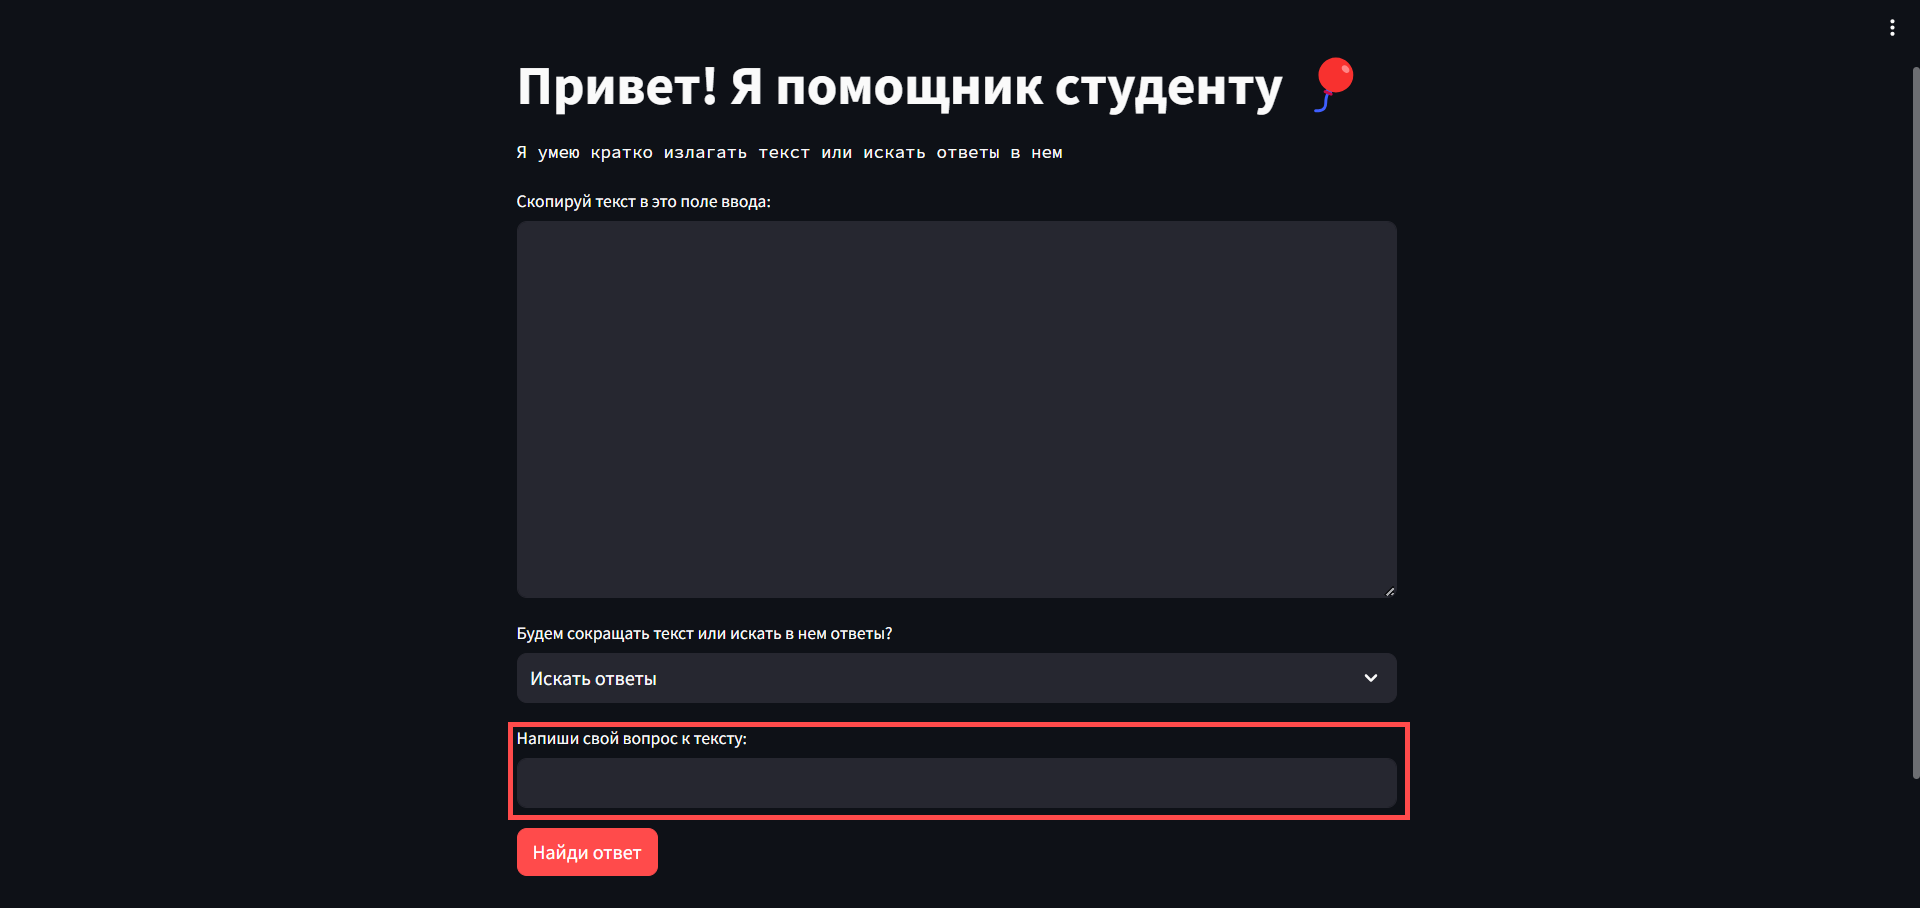 Привет! Я помощник студенту
Я умею кратко излагать текст или искать ответы в нем
Скопируй текст в это поле ввода:
Будем сокращать текст или искать в нем ответы?
Искать ответы
Напиши свой вопрос к тексту:
Найди ответ